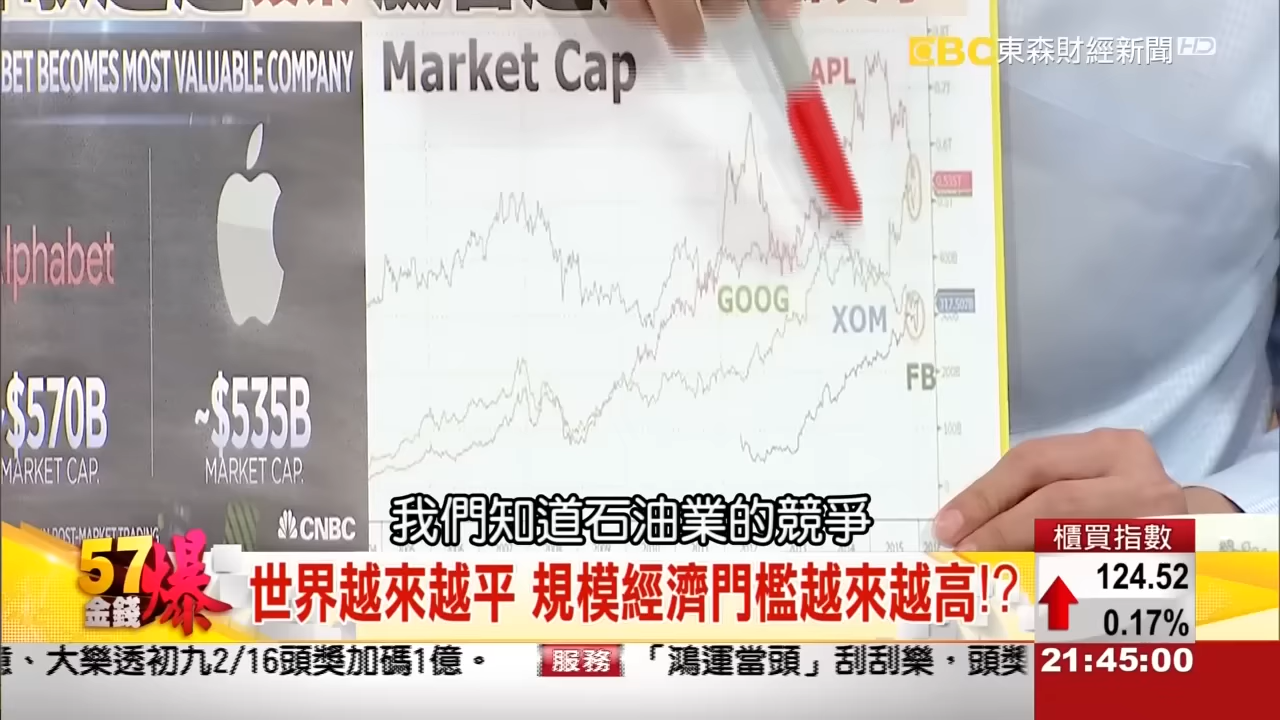 EBC 東森財經新聞 HD
BET BECOMES MOST VALUABLE COMPANY
Market Cap
APL
lphabet
GOOG
XOM
FB
~$570B
MARKET CAP.
~$535B
MARKET CAP.
CNBC
我們知道石油業的競爭
57
金錢爆
世界越來越平 規模經濟門檻越來越高!?
櫃買指數
124.52
0.17%
、大樂透初九2/16頭獎加碼1億。
服務
「鴻運當頭」刮刮樂,頭獎
21:45:00